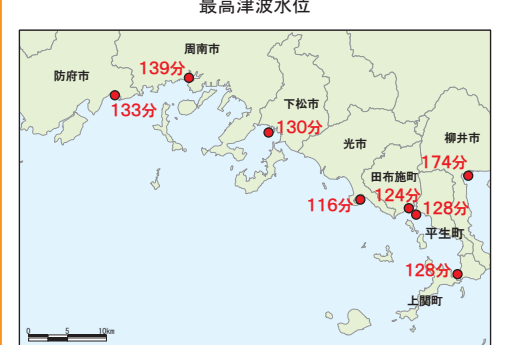 最高津波水位
周南市
防府市
139分
133分
下松市
130分
光市
柳井市
174分
田布施町
124分
116分
128分
平生町
128分
上関町
0 5 10km